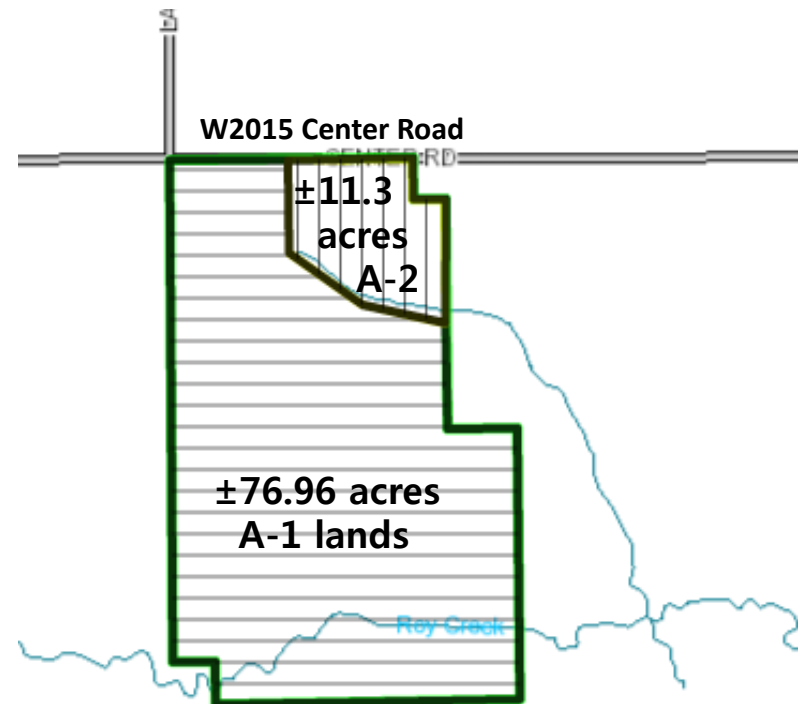 W2015 Center Road
CENTER RD
±11.3
acres
A-2
±76.96 acres
A-1 lands
Roy Creek